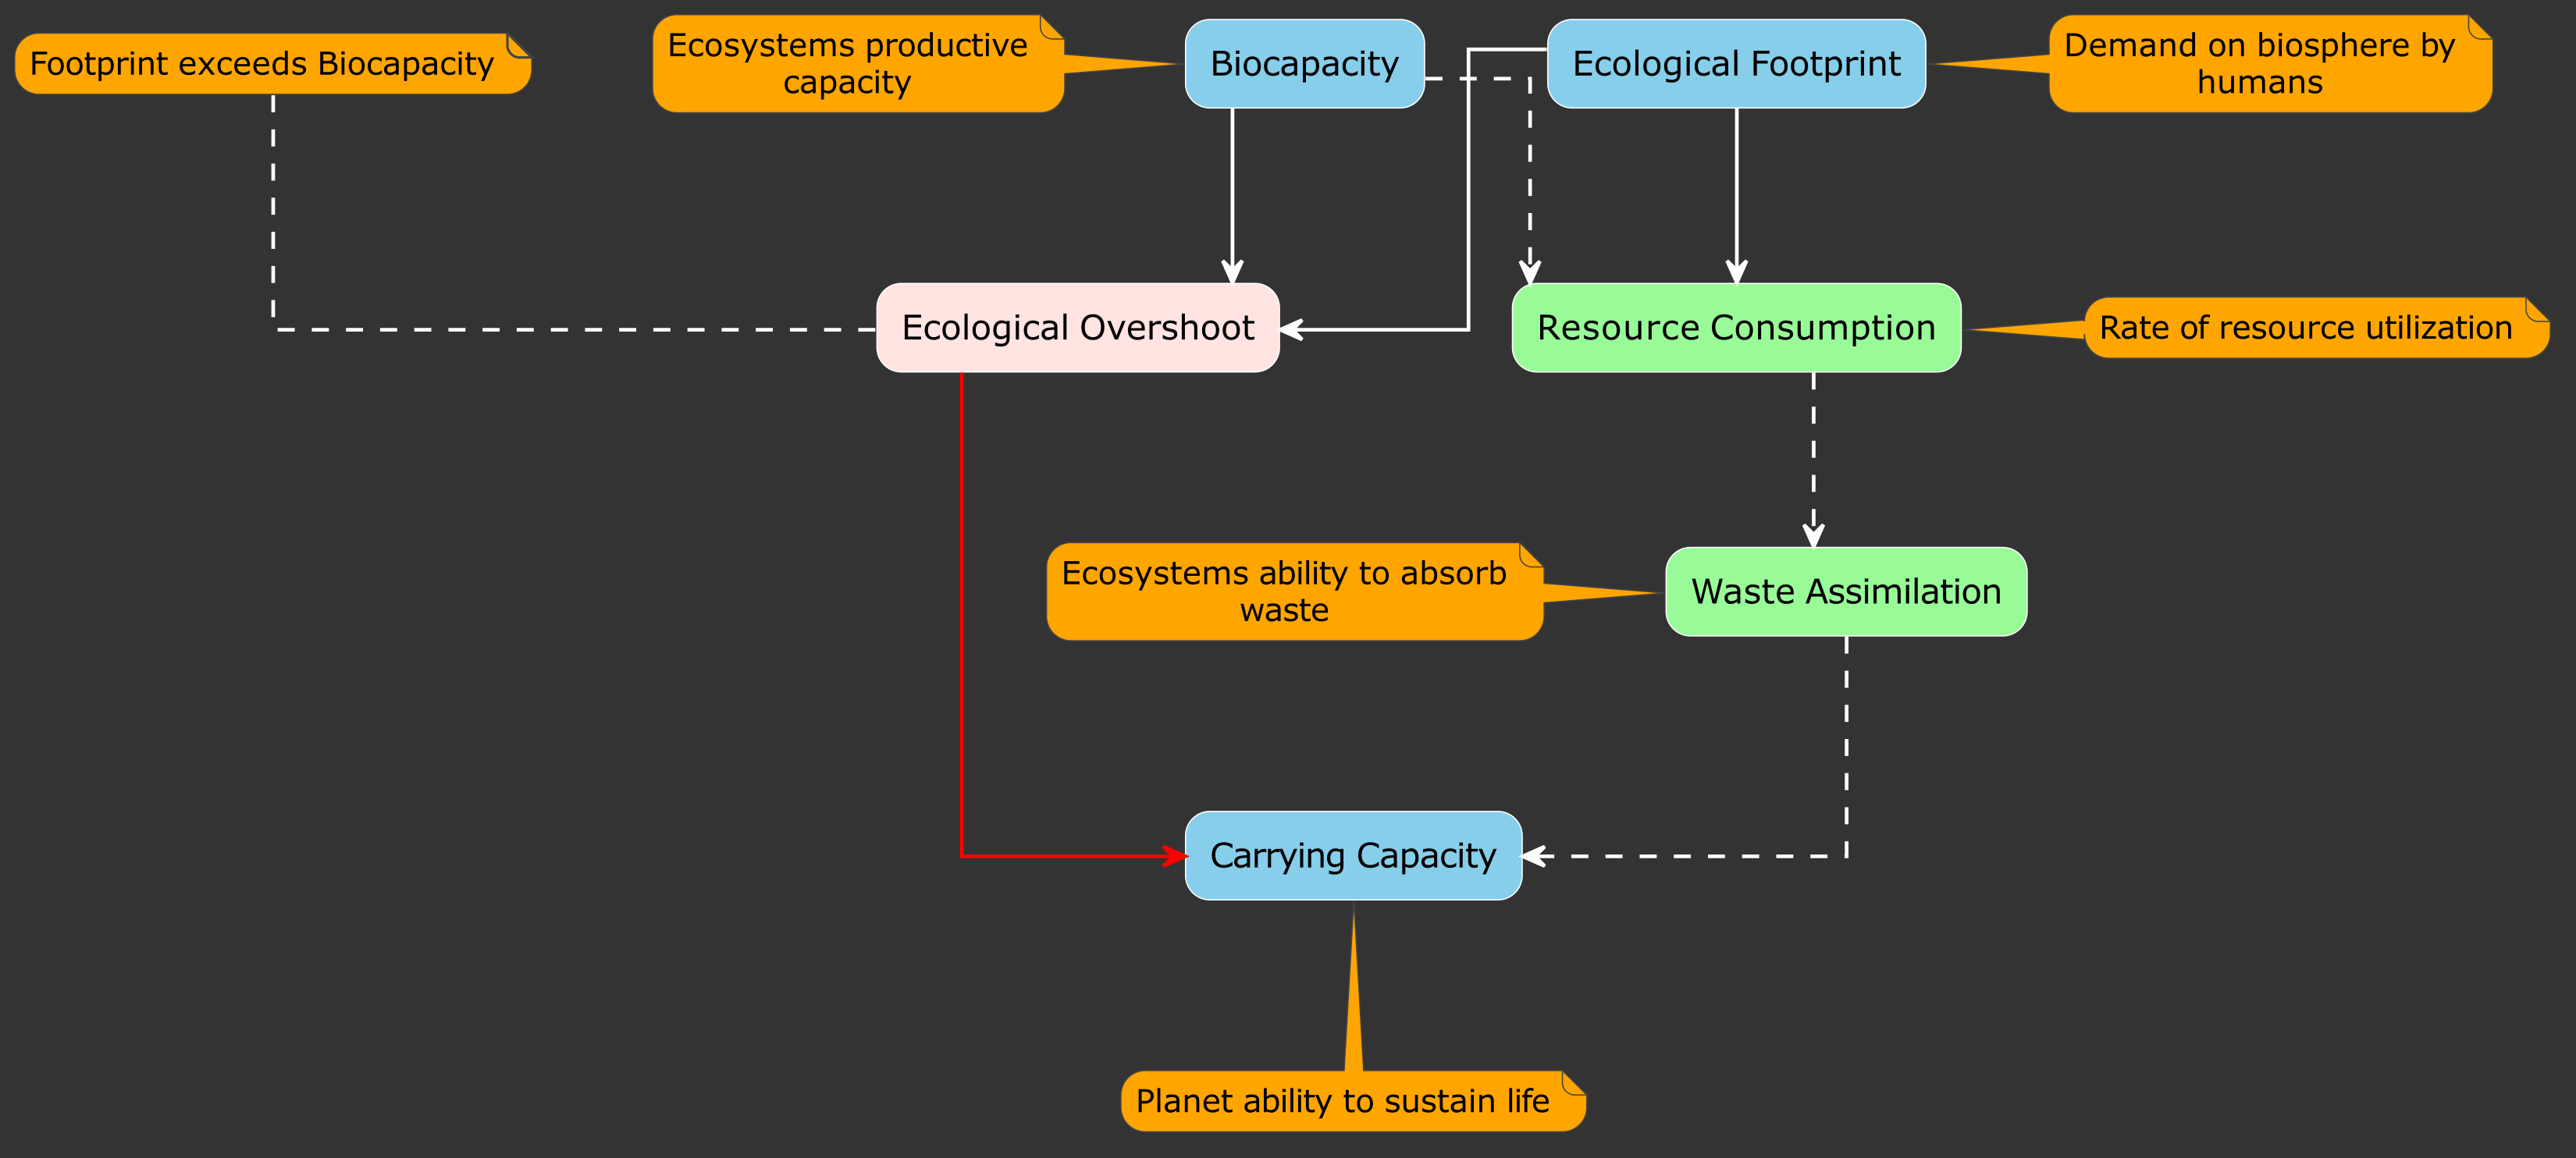 Footprint exceeds Biocapacity
Ecosystems productive
capacity
Biocapacity
Ecological Footprint
Demand on biosphere by
humans
Ecological Overshoot
Resource Consumption
Rate of resource utilization
Ecosystems ability to absorb
waste
Waste Assimilation
Carrying Capacity
Planet ability to sustain life